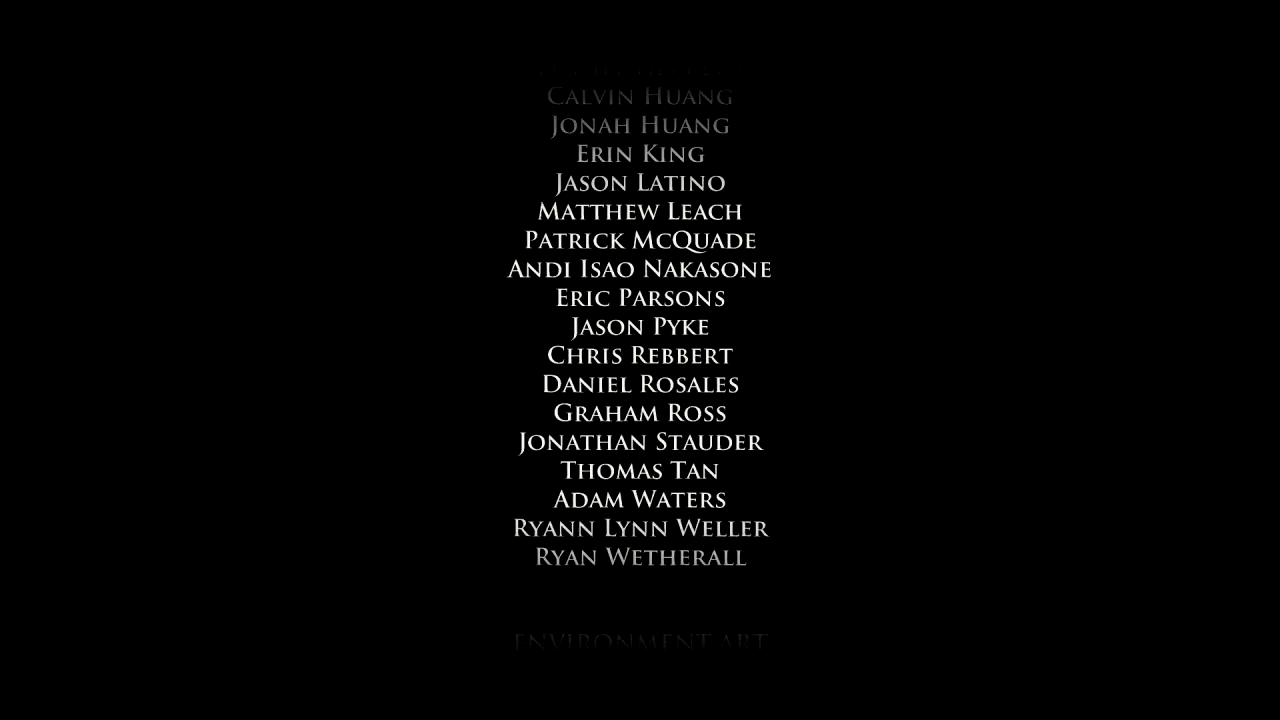 Calvin Huang
Jonah Huang
Erin King
Jason Latino
Matthew Leach
Patrick McQuade
Andi Isao Nakasone
Eric Parsons
Jason Pyke
Chris Rebbert
Daniel Rosales
Graham Ross
Jonathan Stauder
Thomas Tan
Adam Waters
Ryann Lynn Weller
Ryan Wetherall
ENVIRONMENT ART